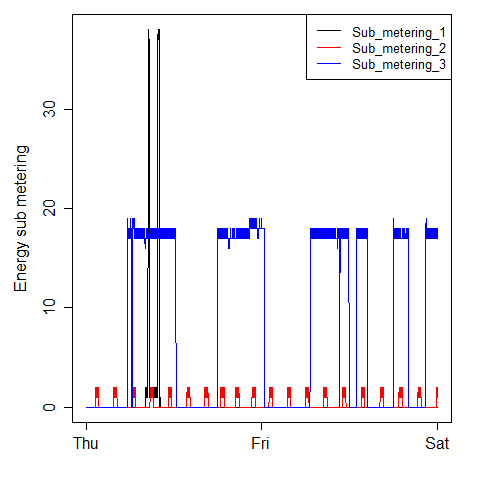 Sub_metering_1
Sub_metering_2
Sub_metering_3
Energy sub metering
30
20
10
0
Thu Fri Sat